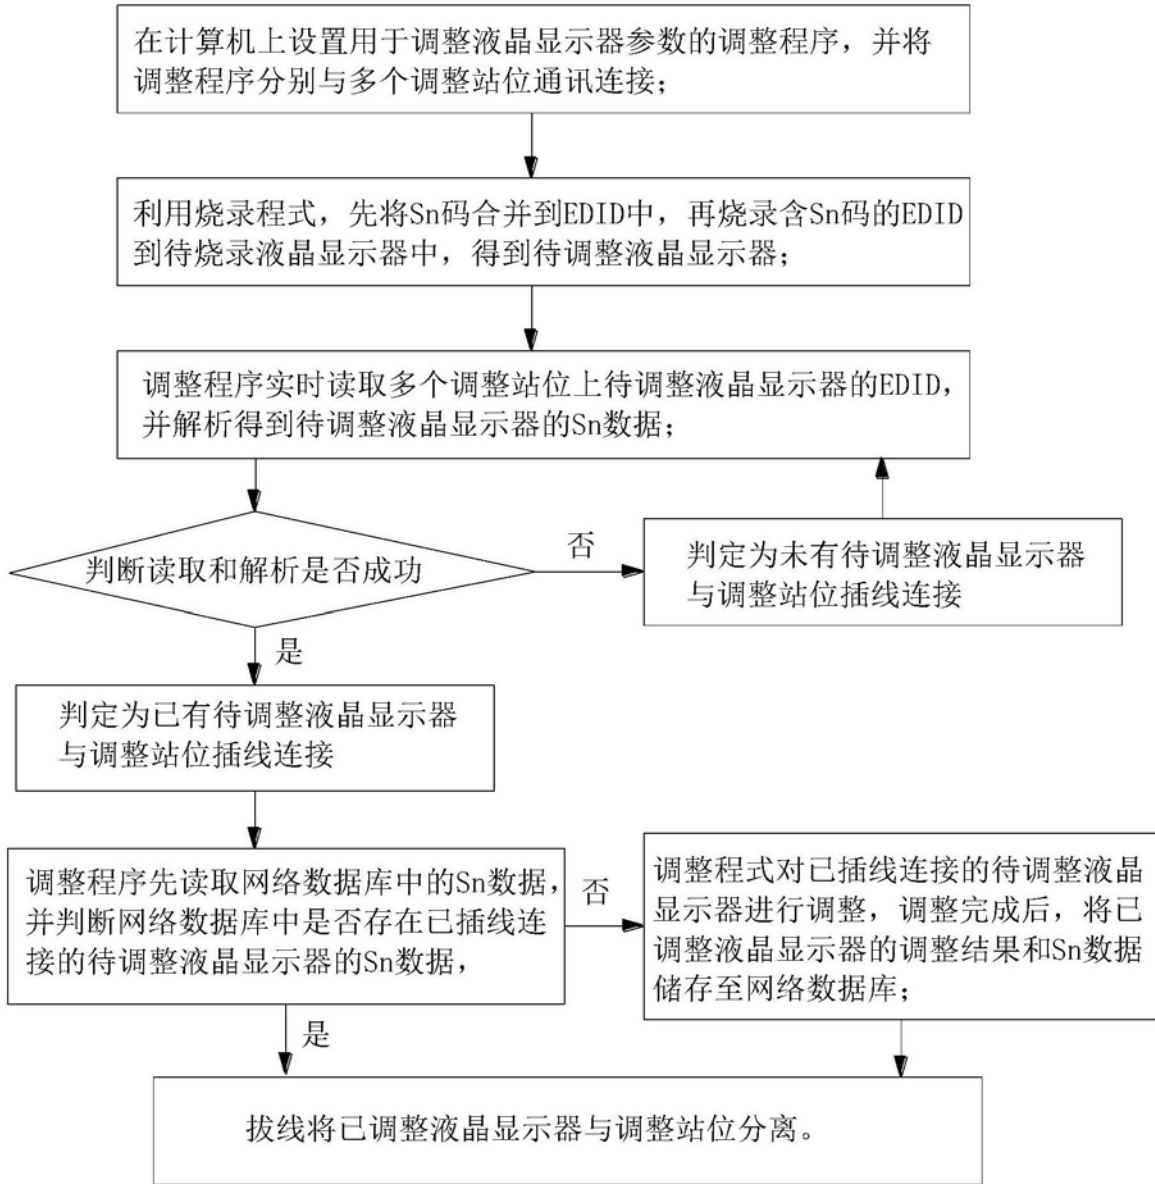 在计算机上设置用于调整液晶显示器参数的调整程序，并将
调整程序分别与多个调整站位通讯连接；
利用烧录程式，先将Sn码合并到EDID中，再烧录含Sn码的EDID
到待烧录液晶显示器中，得到待调整液晶显示器；
调整程序实时读取多个调整站位上待调整液晶显示器的EDID，
并解析得到待调整液晶显示器的Sn数据；
判断读取和解析是否成功
否
判定为未有待调整液晶显示器
与调整站位插线连接
是
判定为已有待调整液晶显示器
与调整站位插线连接
调整程序先读取网络数据库中的Sn数据，
并判断网络数据库中是否存在已插线连
接的待调整液晶显示器的Sn数据，
否
调整程式对已插线连接的待调整液晶
显示器进行调整，调整完成后，将已
调整液晶显示器的调整结果和Sn数据
储存至网络数据库；
是
拔线将已调整液晶显示器与调整站位分离。